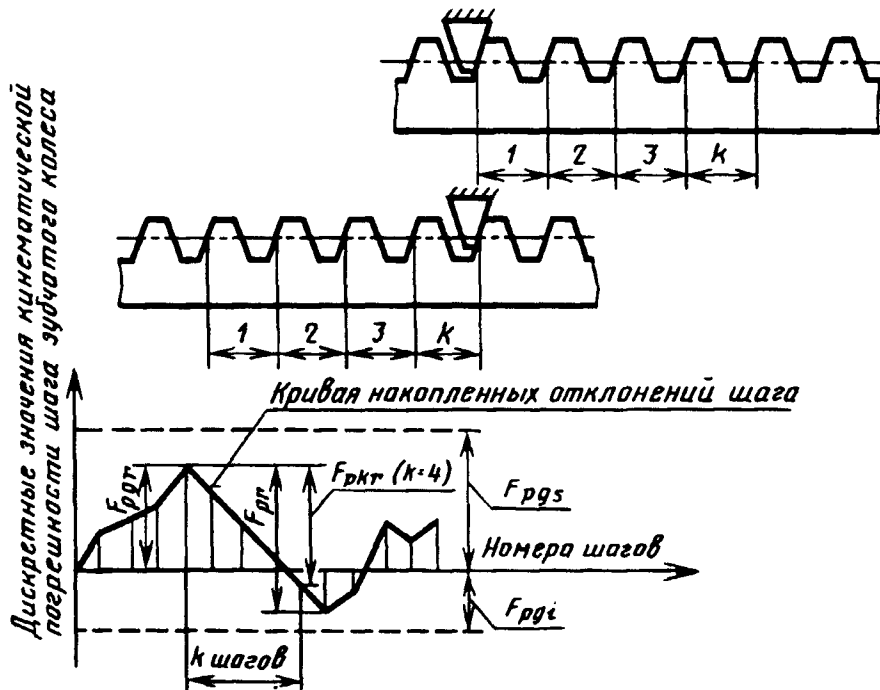 Дискретные значения кинематической
погрешности шага зубчатого колеса
1 2 3 k
1 2 3 k
Кривая накопленных отклонений шага
Fpgr
Fpr
Fpkr (k=4)
Fpgs
Номера шагов
Fpgi
k шагов